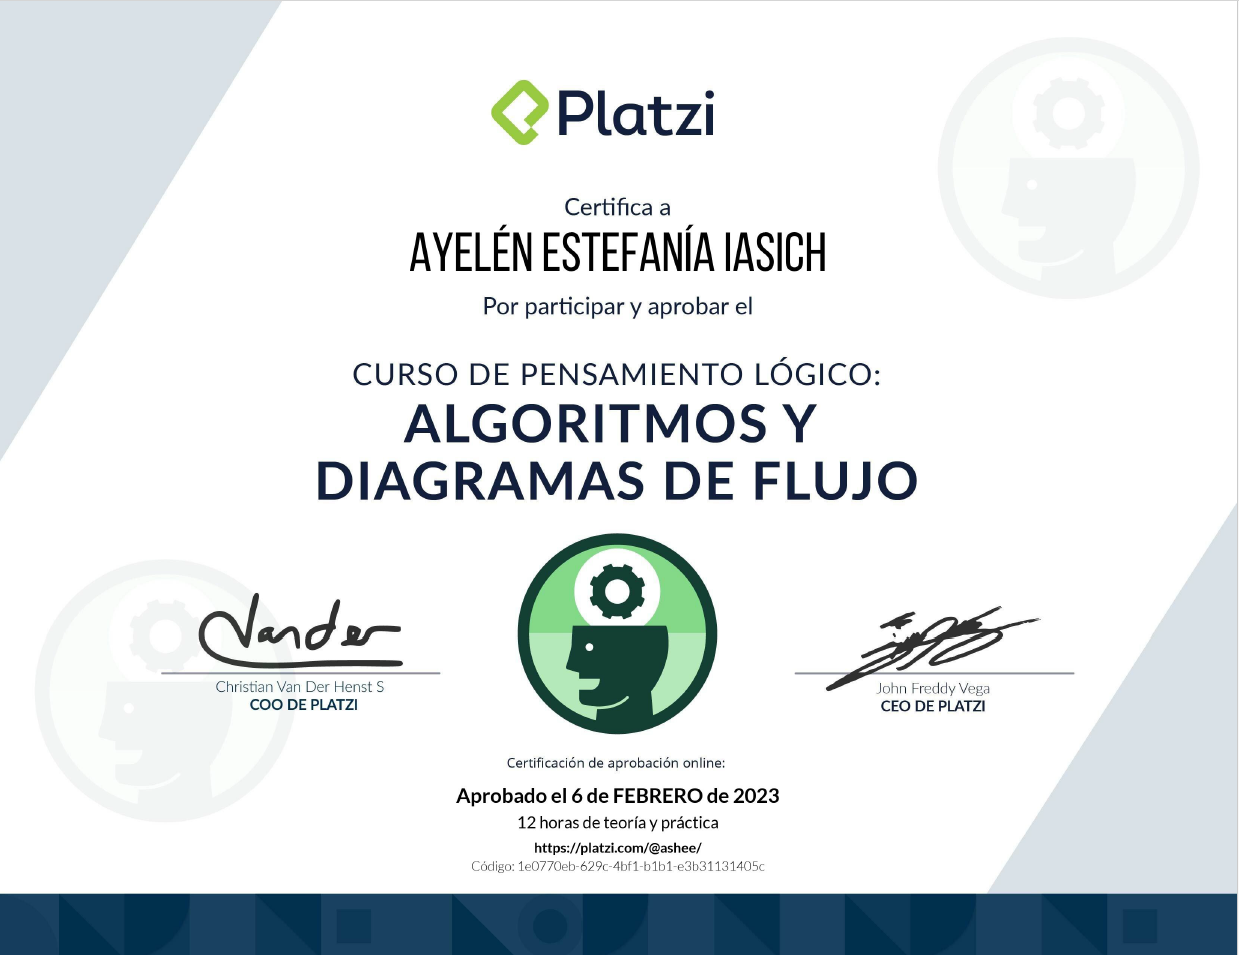 Platzi
Certifica a
AYELÉN ESTEFANÍA IASICH
Por participar y aprobar el
CURSO DE PENSAMIENTO LÓGICO:
ALGORITMOS Y
DIAGRAMAS DE FLUJO
Vander
Christian Van Der Henst S
COO DE PLATZI
John Freddy Vega
CEO DE PLATZI
Certificación de aprobación online:
Aprobado el 6 de FEBRERO de 2023
12 horas de teoría y práctica
https://platzi.com/@ashee/
Código: 1e0770eb-629c-4bf1-b1b1-e3b31131405c